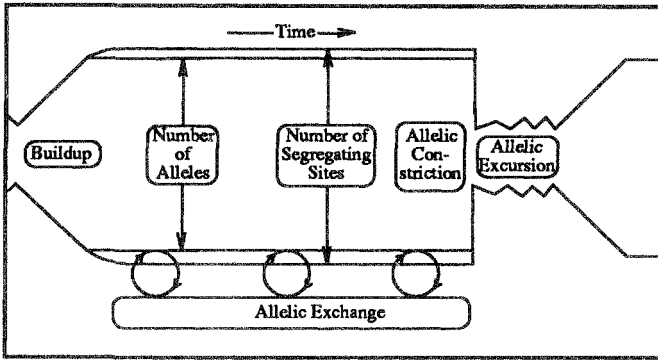 Time
Buildup
Number
of
Alleles
Number of
Segregating
Sites
Allelic
Con-
striction
Allelic
Excursion
Allelic Exchange